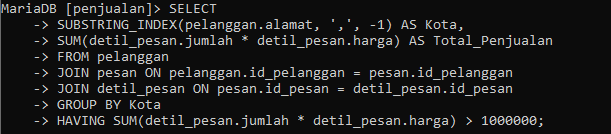 MariaDB [penjualan]> SELECT
    -> SUBSTRING_INDEX(pelanggan.alamat, ',', -1) AS Kota,
    -> SUM(detil_pesan.jumlah * detil_pesan.harga) AS Total_Penjualan
    -> FROM pelanggan
    -> JOIN pesan ON pelanggan.id_pelanggan = pesan.id_pelanggan
    -> JOIN detil_pesan ON pesan.id_pesan = detil_pesan.id_pesan
    -> GROUP BY Kota
    -> HAVING SUM(detil_pesan.jumlah * detil_pesan.harga) > 1000000;